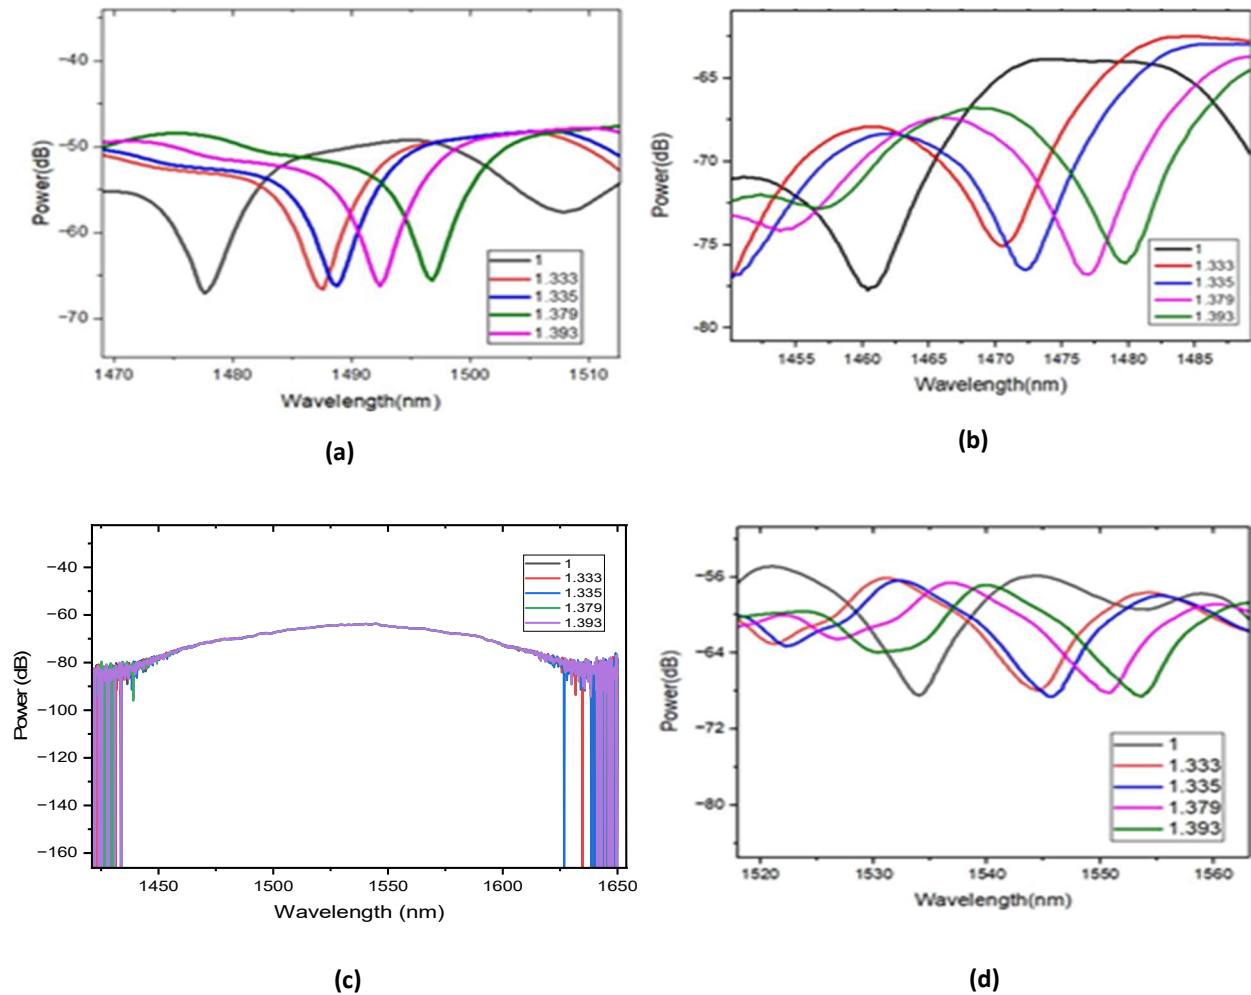 −40
−50
−60
−70
Power(dB)
1470 1480 1490 1500 1510
Wavelength(nm)
1
1.333
1.335
1.379
1.393
(a)
−65
−70
−75
−80
Power(dB)
1455 1460 1465 1470 1475 1480 1485
Wavelength(nm)
1
1.333
1.335
1.379
1.393
(b)
−40
−60
−80
−100
−120
−140
−160
Power (dB)
1450 1500 1550 1600 1650
Wavelength (nm)
1
1.333
1.335
1.379
1.393
(c)
−56
−64
−72
−80
Power(dB)
1520 1530 1540 1550 1560
Wavelength(nm)
1
1.333
1.335
1.379
1.393
(d)